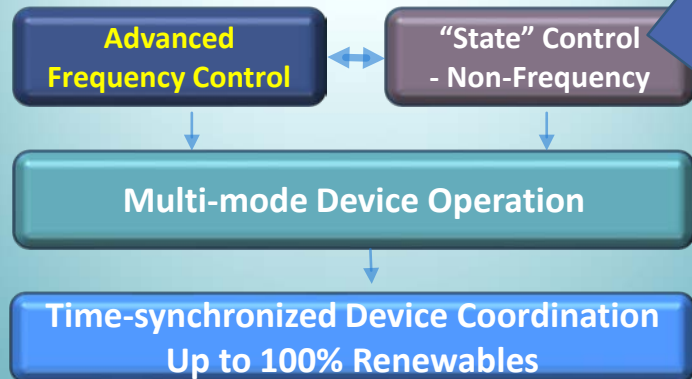 Advanced
Frequency Control
“State” Control
- Non-Frequency
Multi-mode Device Operation
Time-synchronized Device Coordination
Up to 100% Renewables